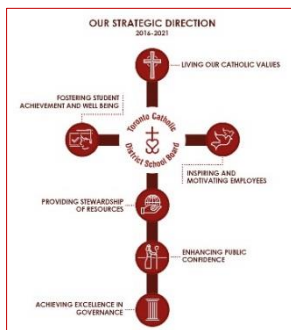 OUR STRATEGIC DIRECTION
2016-2021
LIVING OUR CATHOLIC VALUES
FOSTERING STUDENT
ACHIEVEMENT AND WELL BEING
Toronto Catholic
District School Board
INSPIRING AND
MOTIVATING EMPLOYEES
PROVIDING STEWARDSHIP
OF RESOURCES
ENHANCING PUBLIC
CONFIDENCE
ACHIEVING EXCELLENCE IN
GOVERNANCE